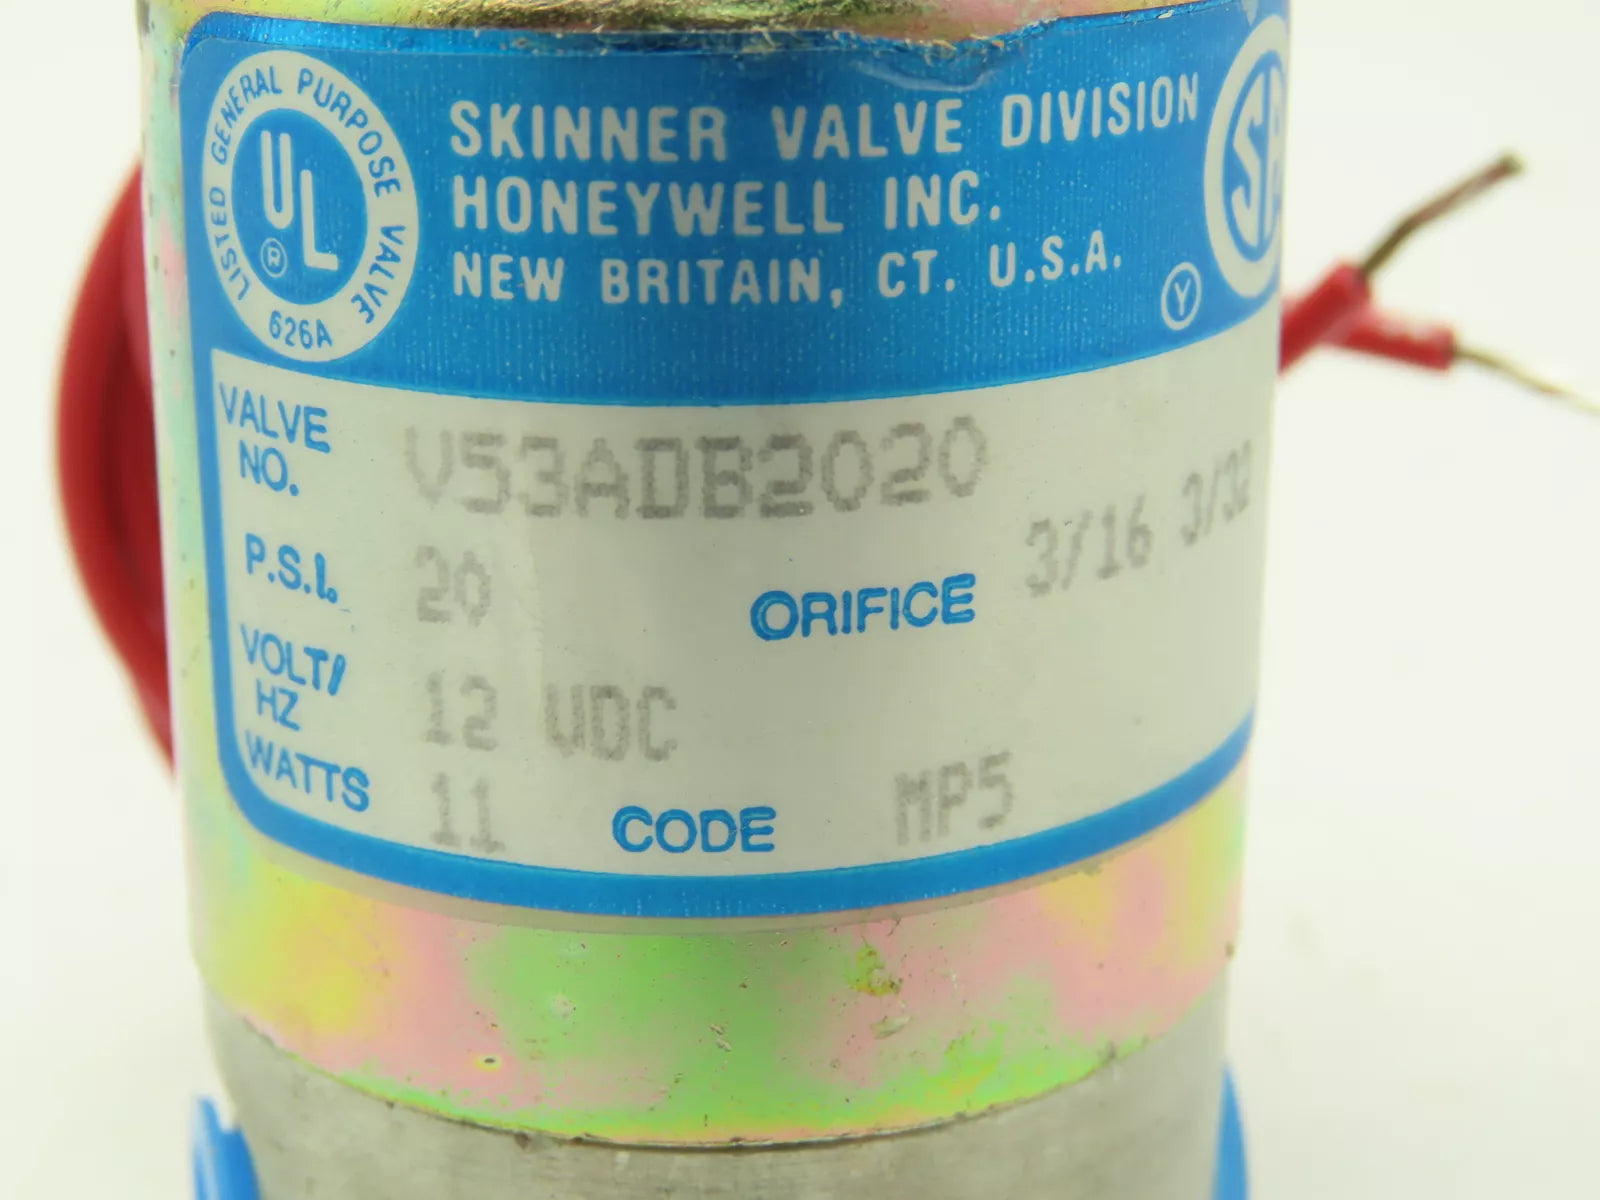 LISTED GENERAL PURPOSE VALVE
UL
®
626A
SKINNER VALVE DIVISION
HONEYWELL INC.
NEW BRITAIN, CT. U.S.A.
Y
SA
VALVE NO. V53ADB2020
P.S.I. 20 ORIFICE 3/16 3/32
VOLT/HZ 12 VDC
WATTS 11 CODE MP5